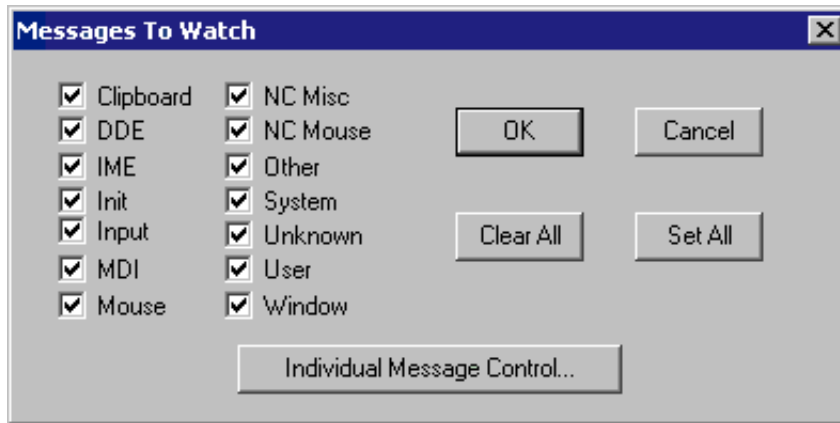 Messages To Watch
Clipboard
DDE
IME
Init
Input
MDI
Mouse
NC Misc
NC Mouse
Other
System
Unknown
User
Window
OK
Cancel
Clear All
Set All
Individual Message Control...